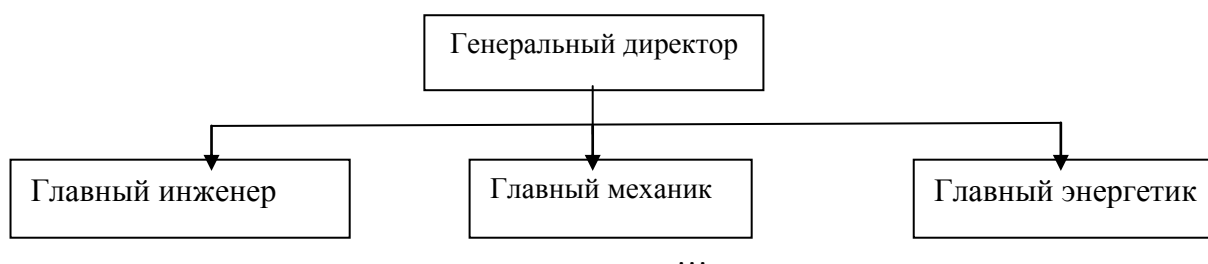 Генеральный директор
Главный инженер
Главный механик
Главный энергетик
...